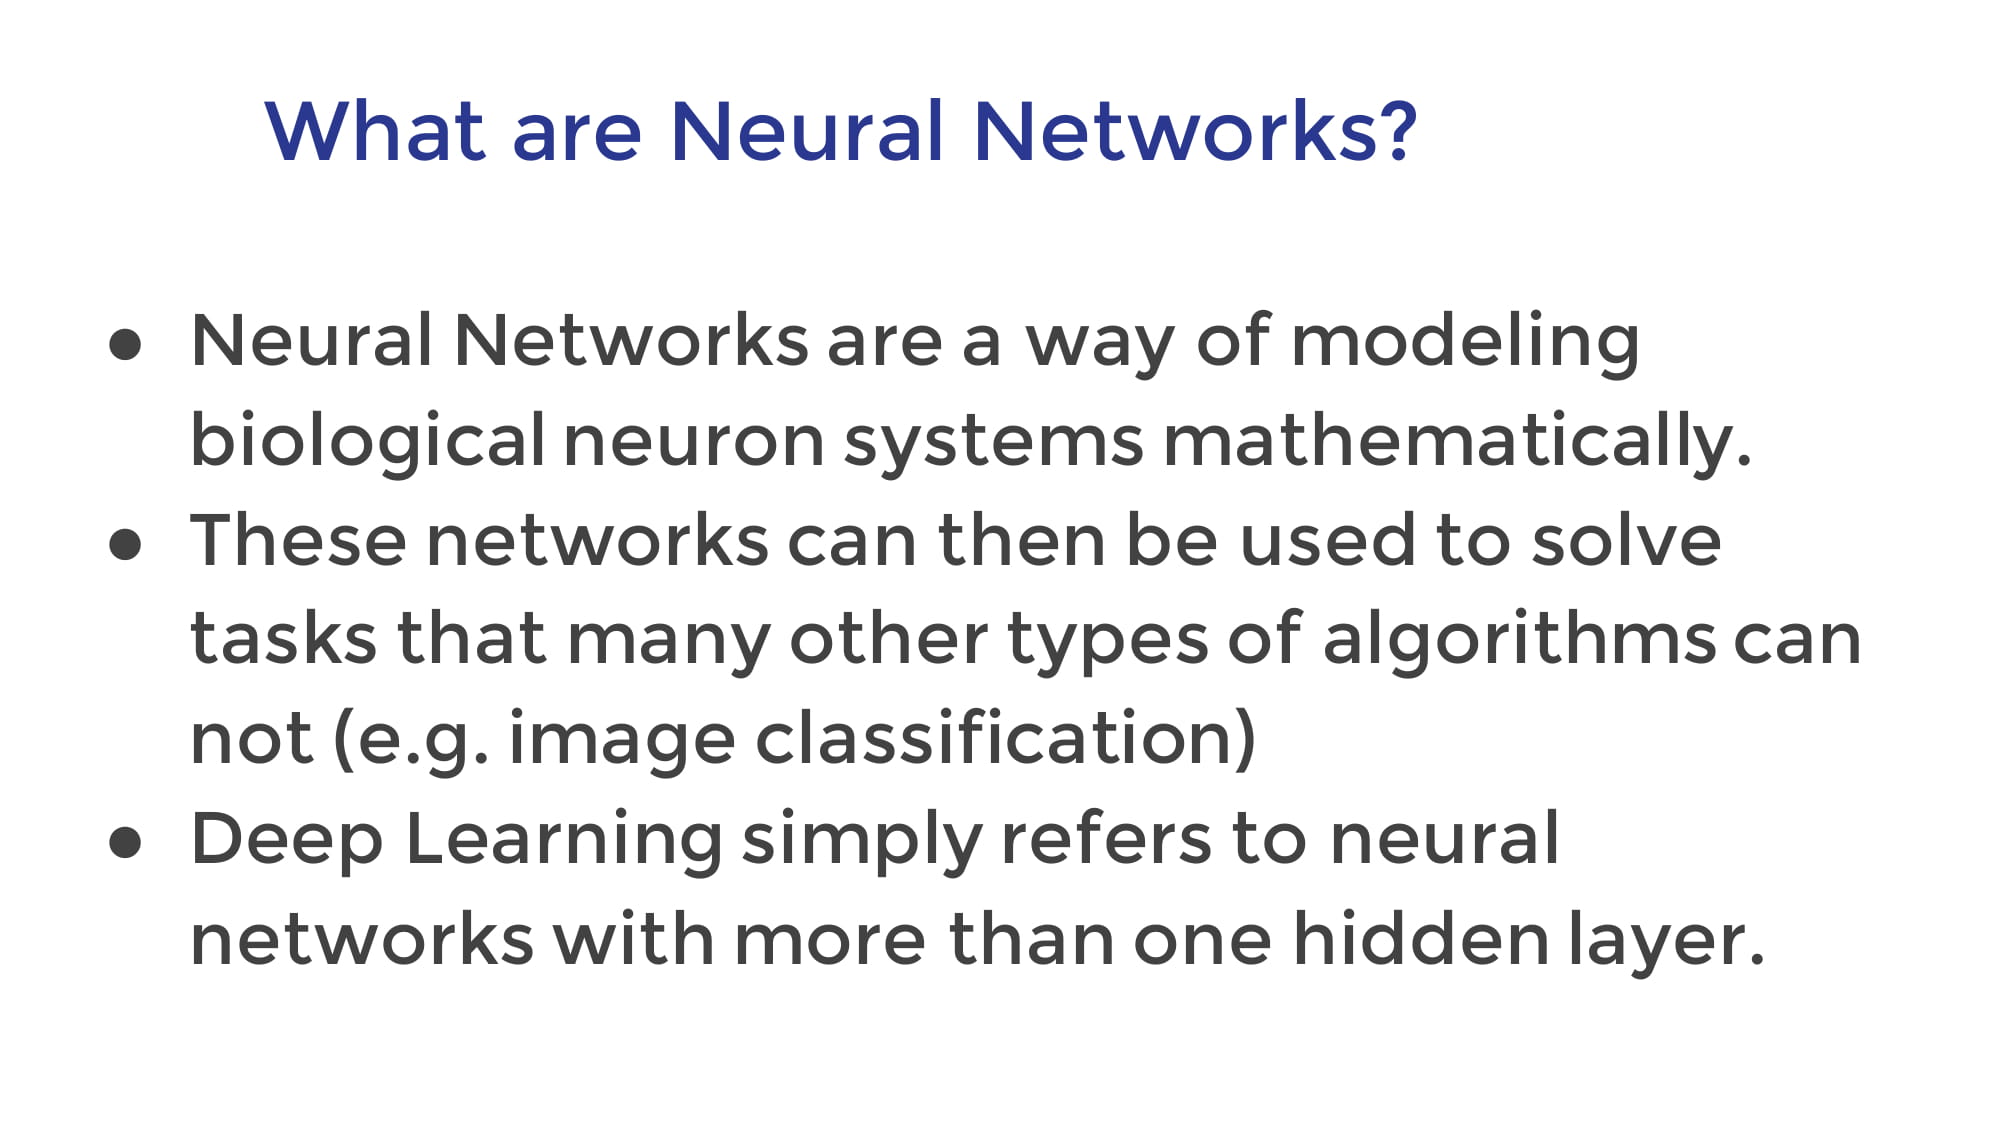 What are Neural Networks?
● Neural Networks are a way of modeling
biological neuron systems mathematically.
● These networks can then be used to solve
tasks that many other types of algorithms can
not (e.g. image classification)
● Deep Learning simply refers to neural
networks with more than one hidden layer.